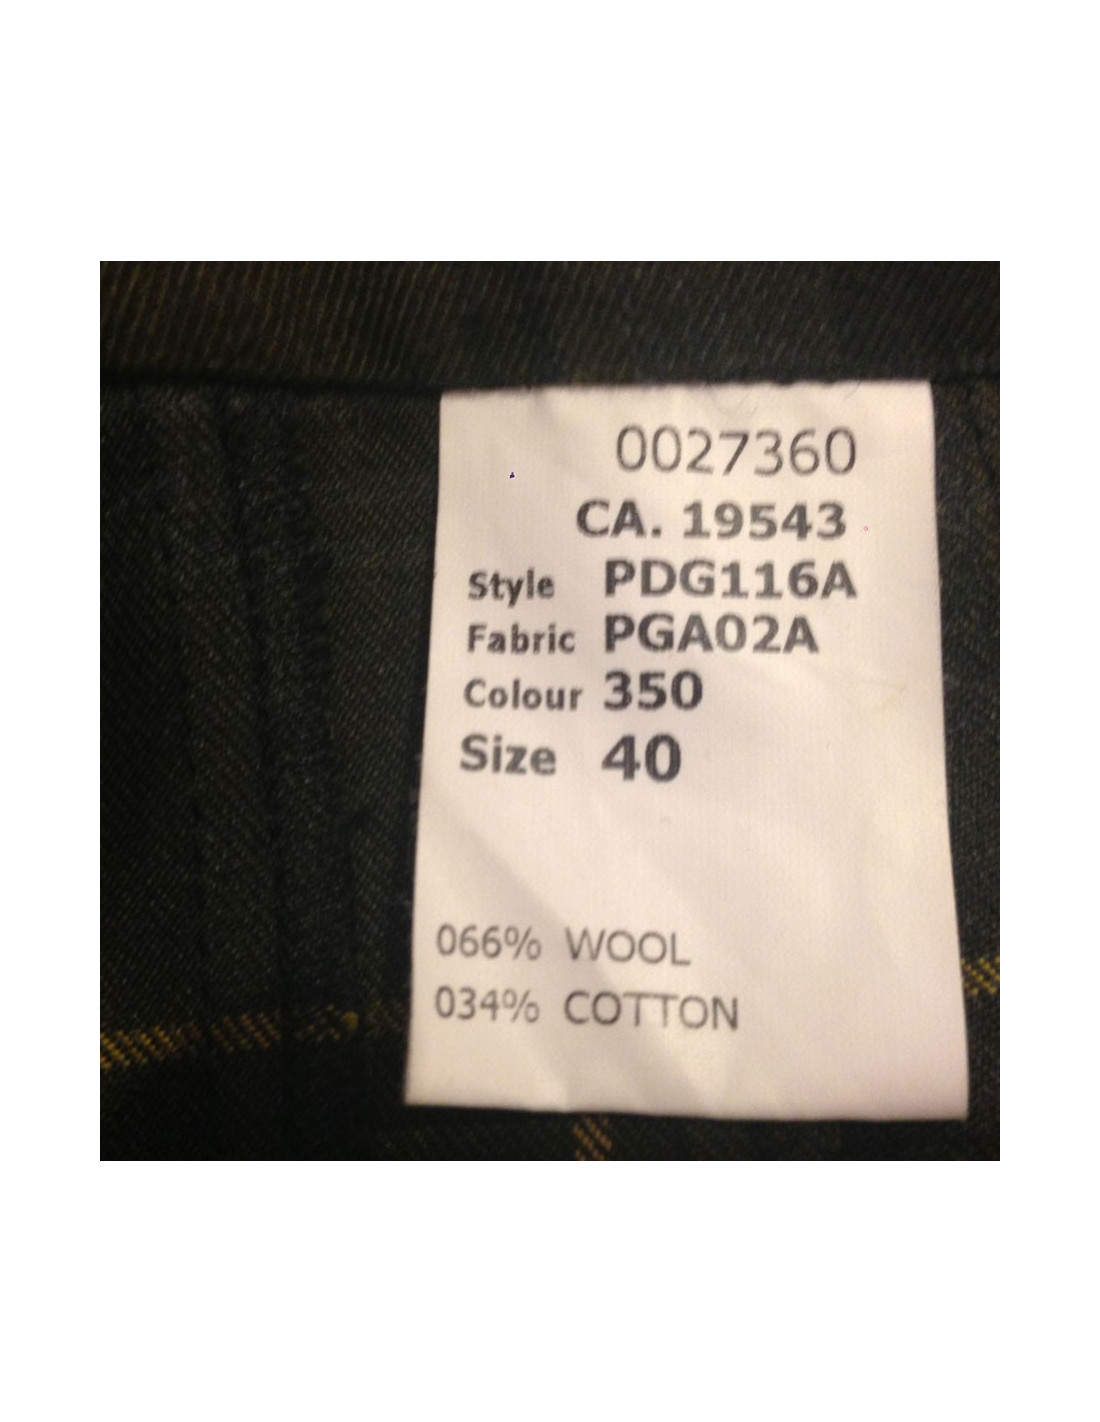 0027360
CA. 19543
Style PDG116A
Fabric PGA02A
Colour 350
Size 40
066% WOOL
034% COTTON